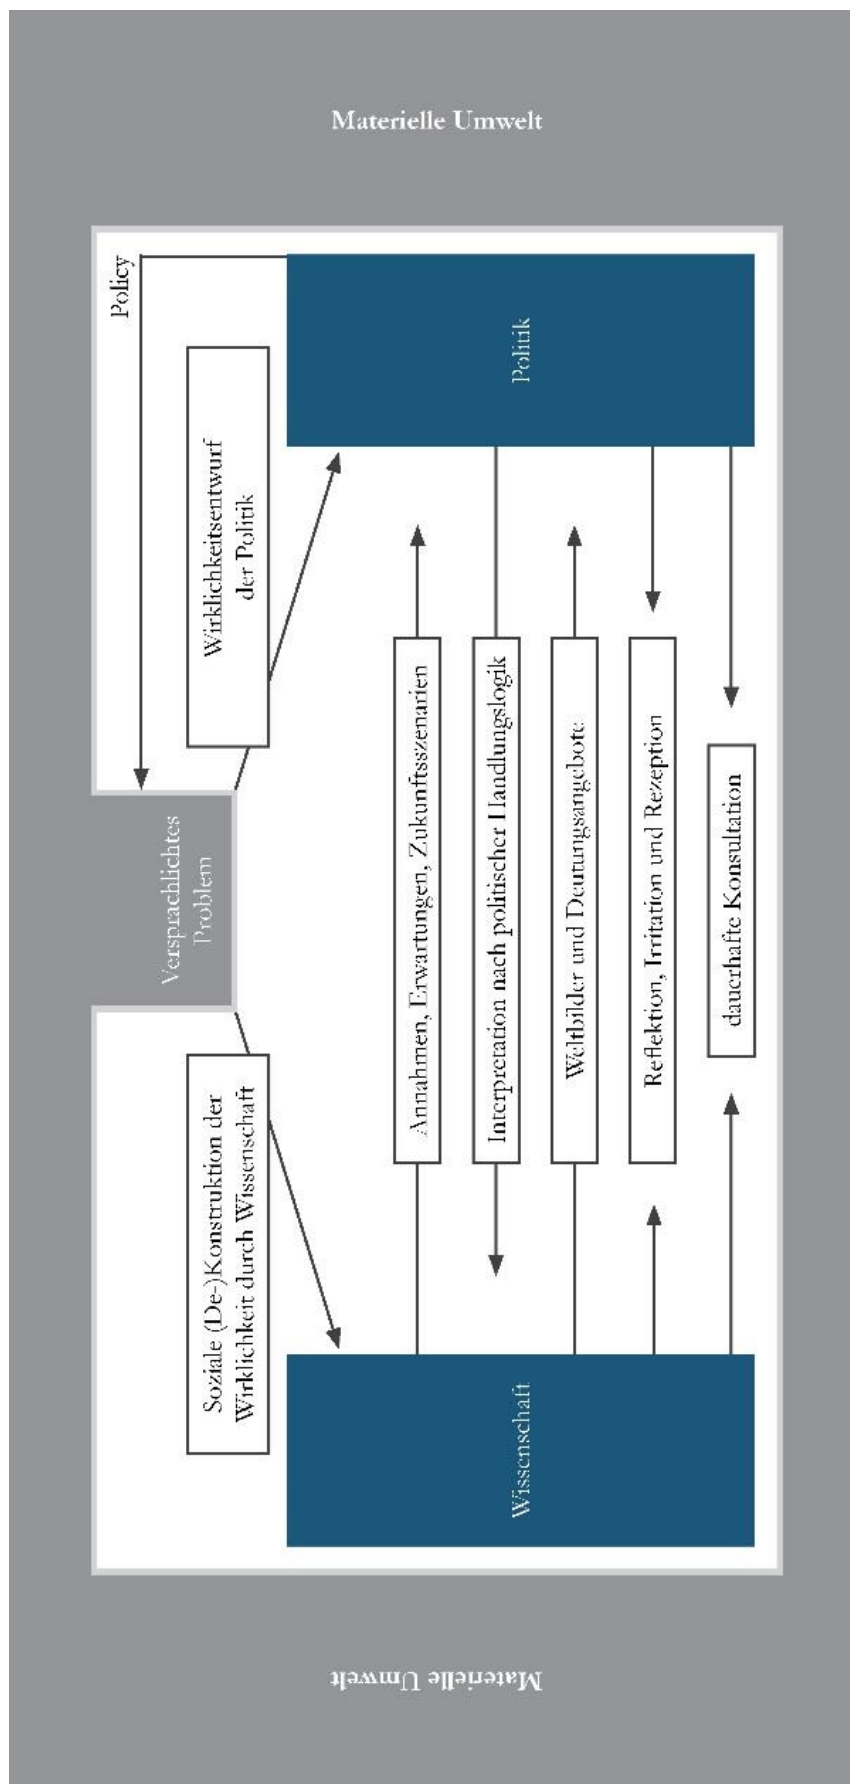 Materielle Umwelt
Policy
Versprachlichtes
Problem
Soziale (De-)Konstruktion der
Wirklichkeit durch Wissenschaft
Wirklichkeitsentwurf
der Politik
Wissenschaft
Politik
Annahmen, Erwartungen, Zukunftsszenarien
Interpretation nach politischer Handlungslogik
Weltbilder und Deutungsangebote
Reflektion, Irritation und Rezeption
dauerhafte Konsultation
Materielle Umwelt